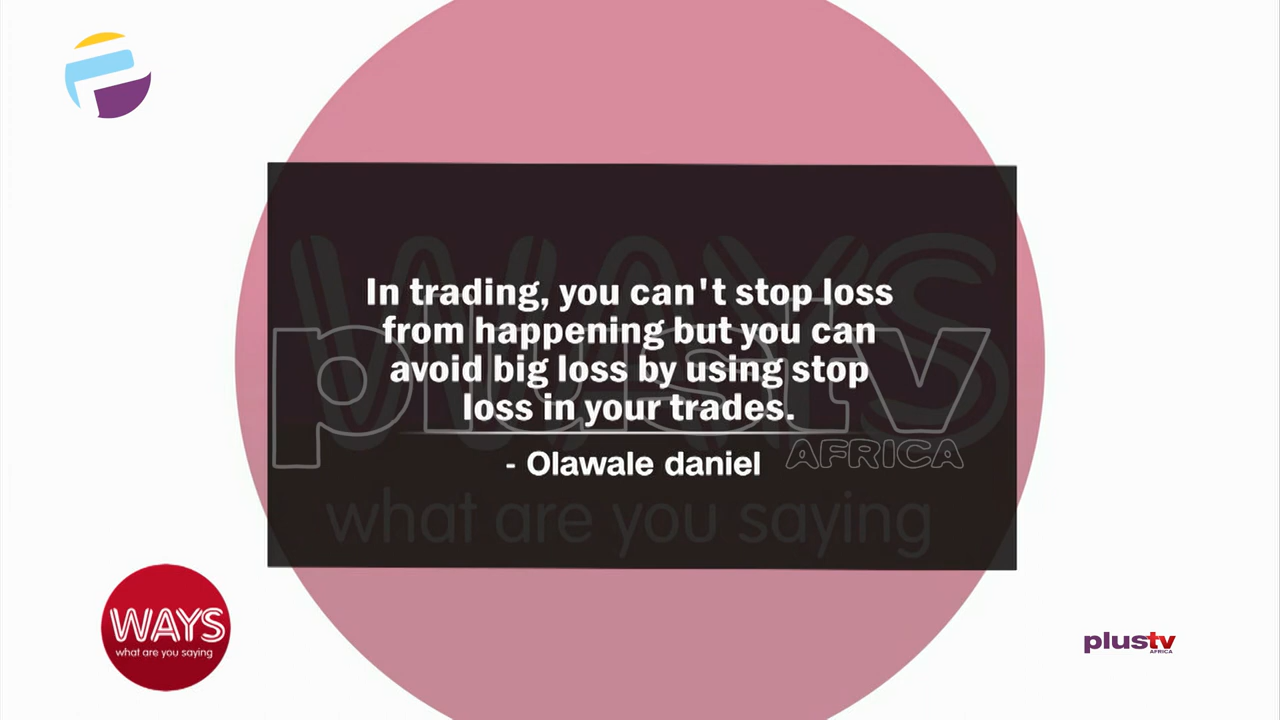 In trading, you can't stop loss
from happening but you can
avoid big loss by using stop
loss in your trades.
- Olawale daniel
WAYS
plustv
AFRICA
what are you saying
WAYS
what are you saying
plustv
AFRICA